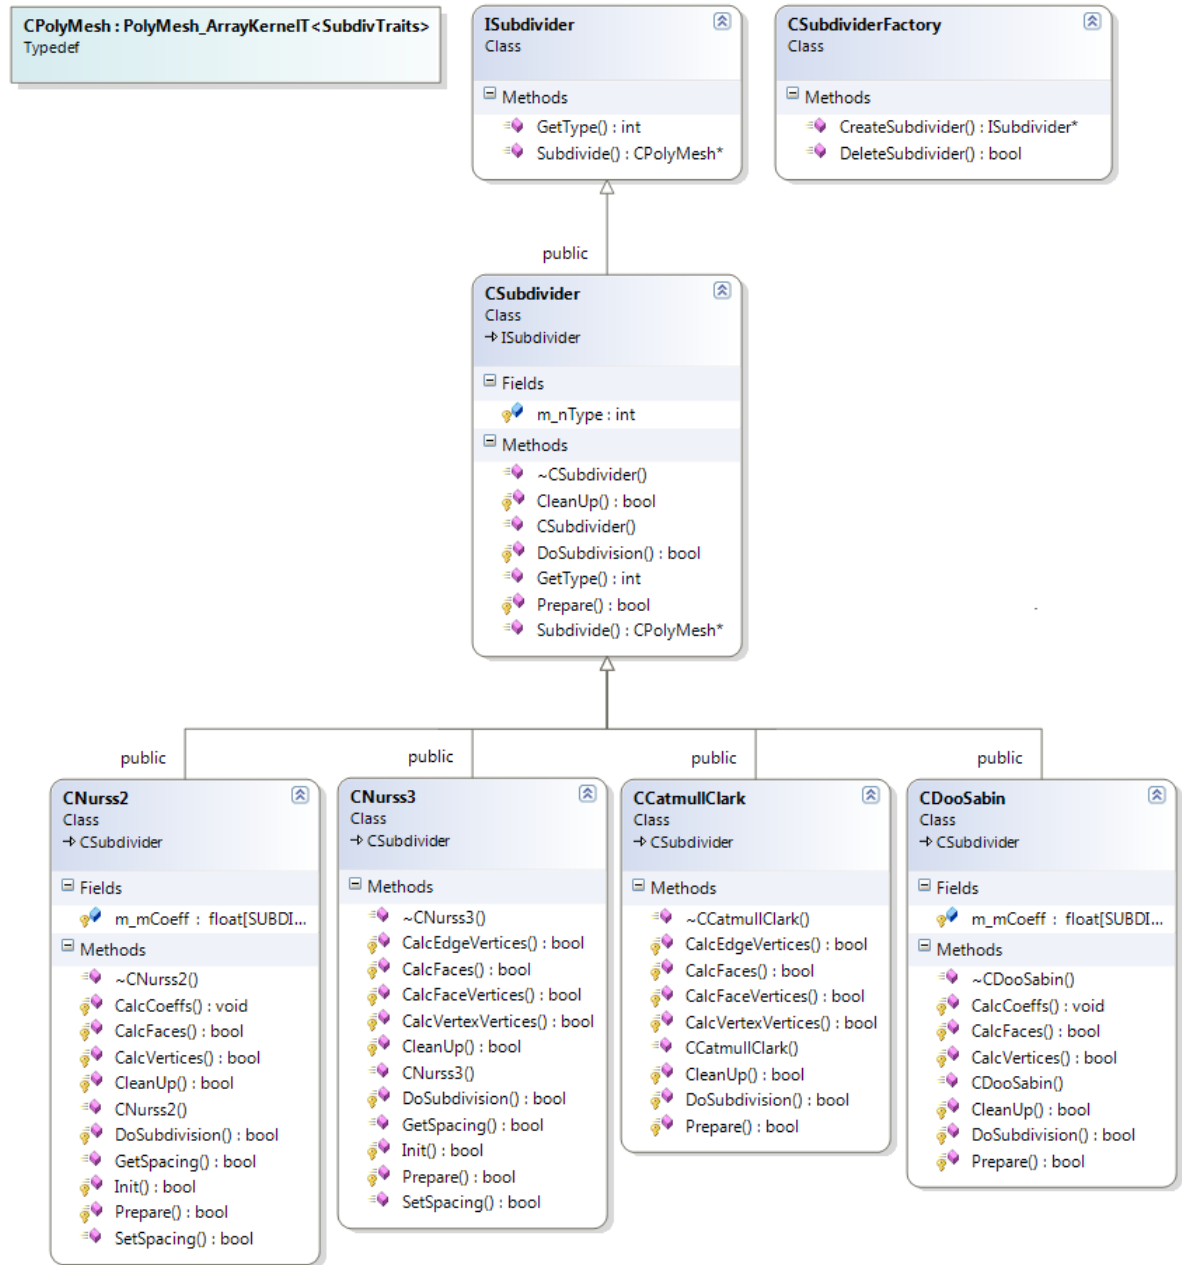 CPolyMesh : PolyMesh_ArrayKernelT<SubdivTraits>
Typedef
ISubdivider
Class
Methods
GetType() : int
Subdivide() : CPolyMesh*
CSubdividerFactory
Class
Methods
CreateSubdivider() : ISubdivider*
DeleteSubdivider() : bool
public
CSubdivider
Class
ISubdivider
Fields
m_nType : int
Methods
~CSubdivider()
CleanUp() : bool
CSubdivider()
DoSubdivision() : bool
GetType() : int
Prepare() : bool
Subdivide() : CPolyMesh*
public
public
public
public
CNurss2
Class
CSubdivider
Fields
m_mCoeff : float[SUBDI...
Methods
~CNurss2()
CalcCoeffs() : void
CalcFaces() : bool
CalcVertices() : bool
CleanUp() : bool
CNurss2()
DoSubdivision() : bool
GetSpacing() : bool
Init() : bool
Prepare() : bool
SetSpacing() : bool
CNurss3
Class
CSubdivider
Methods
~CNurss3()
CalcEdgeVertices() : bool
CalcFaces() : bool
CalcFaceVertices() : bool
CalcVertexVertices() : bool
CleanUp() : bool
CNurss3()
DoSubdivision() : bool
GetSpacing() : bool
Init() : bool
Prepare() : bool
SetSpacing() : bool
CCatmullClark
Class
CSubdivider
Methods
~CCatmullClark()
CalcEdgeVertices() : bool
CalcFaces() : bool
CalcFaceVertices() : bool
CalcVertexVertices() : bool
CCatmullClark()
CleanUp() : bool
DoSubdivision() : bool
Prepare() : bool
CDooSabin
Class
CSubdivider
Fields
m_mCoeff : float[SUBDI...
Methods
~CDooSabin()
CalcCoeffs() : void
CalcFaces() : bool
CalcVertices() : bool
CDooSabin()
CleanUp() : bool
DoSubdivision() : bool
Prepare() : bool